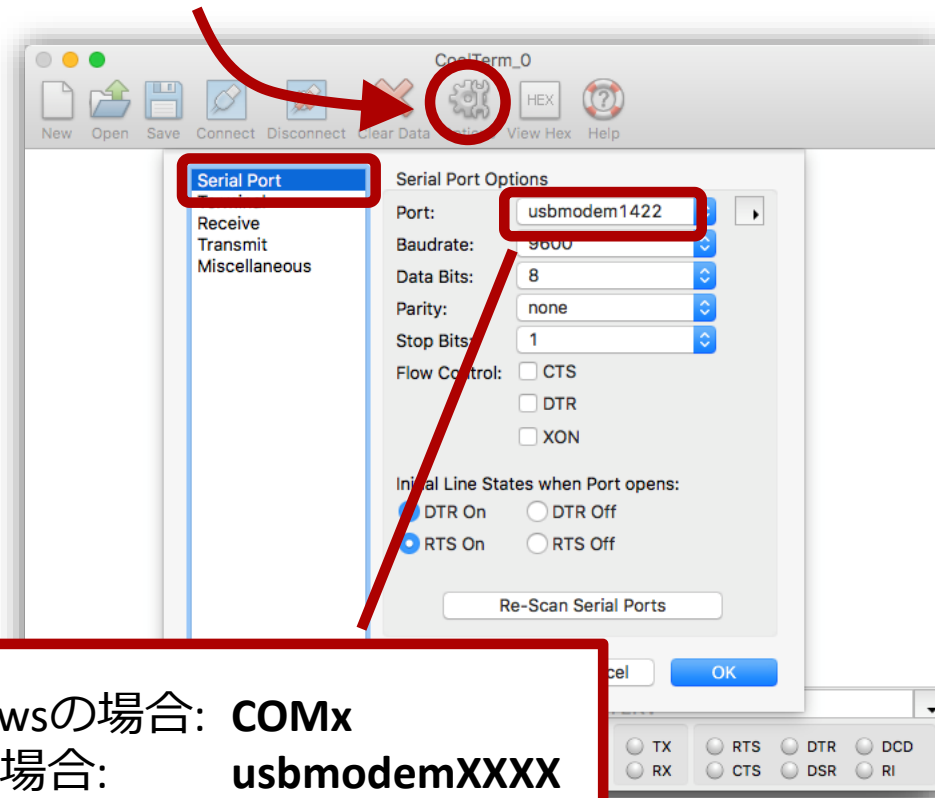 CoolTerm_0
New Open Save Connect Disconnect Clear Data Options View Hex Help
Serial Port
Receive
Transmit
Miscellaneous
Serial Port Options
Port: usbmodem1422
Baudrate: 9600
Data Bits: 8
Parity: none
Stop Bits: 1
Flow Control: CTS
DTR
XON
Initial Line States when Port opens:
DTR On DTR Off
RTS On RTS Off
Re-Scan Serial Ports
cel OK
wsの場合: COMx
場合: usbmodemXXXX
TX RTS DTR DCD
RX CTS DSR RI